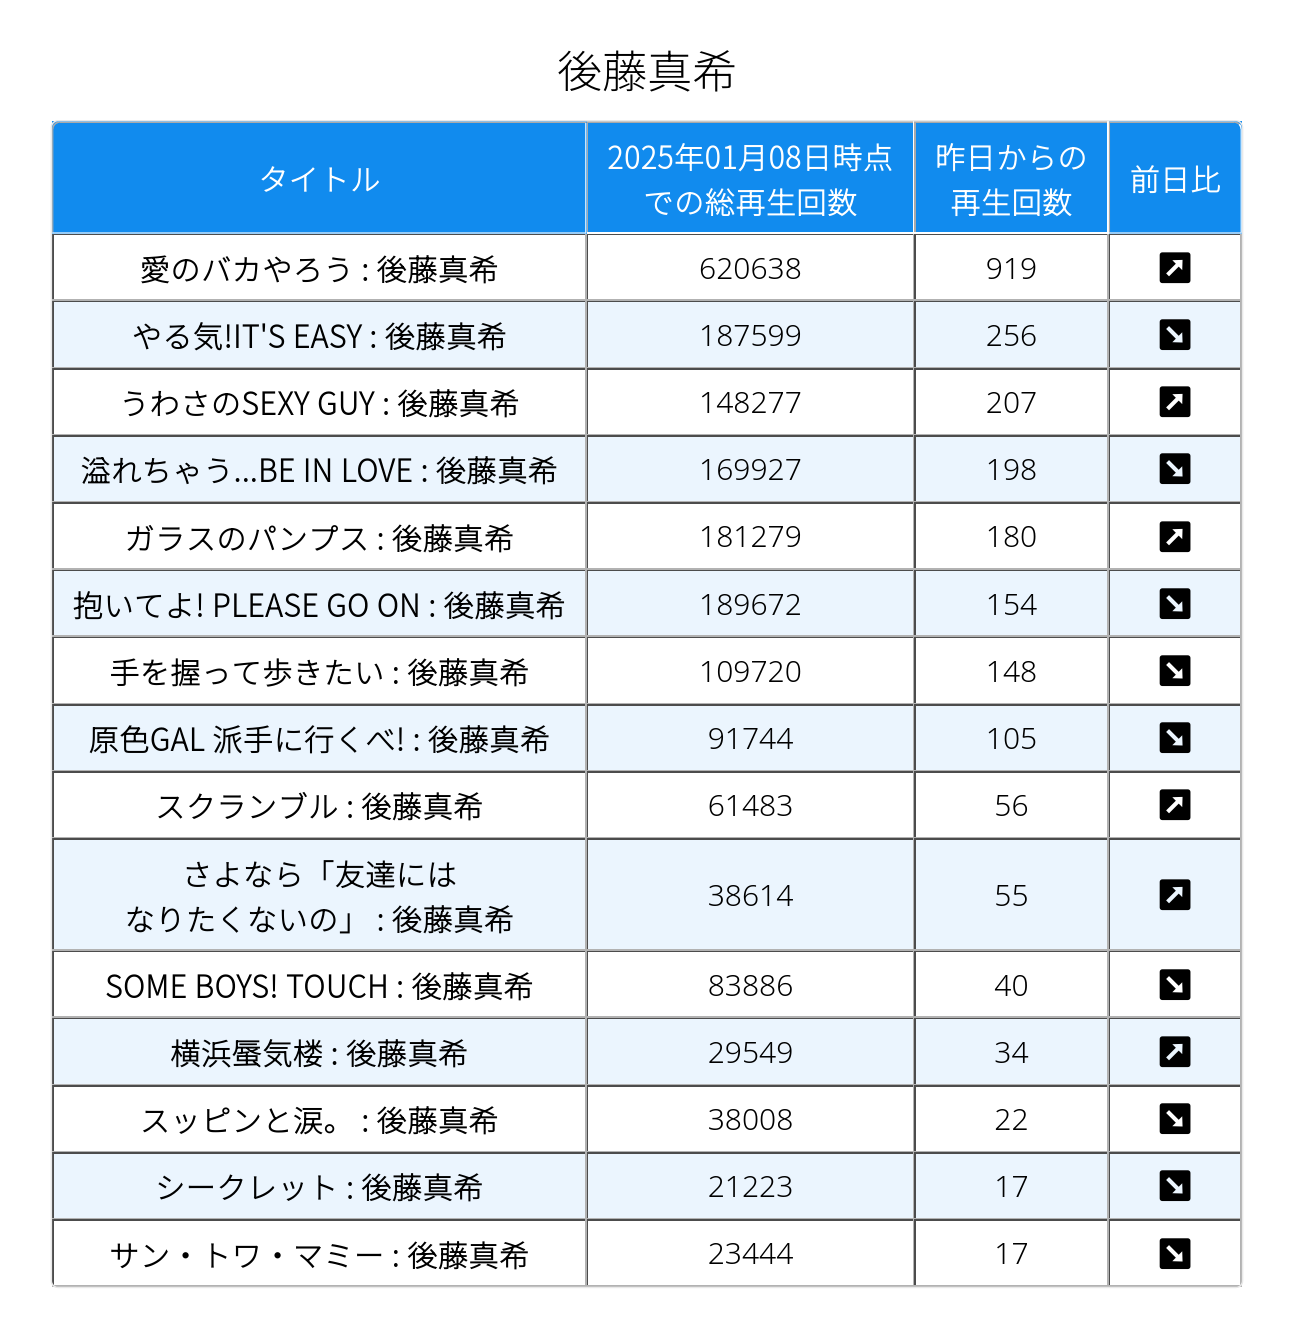 後藤真希
タイトル
2025年01月08日時点
での総再生回数
昨日からの
再生回数
前日比
愛のバカやろう : 後藤真希 620638 919
やる気!IT'S EASY : 後藤真希 187599 256
うわさのSEXY GUY : 後藤真希 148277 207
溢れちゃう...BE IN LOVE : 後藤真希 169927 198
ガラスのパンプス : 後藤真希 181279 180
抱いてよ! PLEASE GO ON : 後藤真希 189672 154
手を握って歩きたい : 後藤真希 109720 148
原色GAL 派手に行くべ! : 後藤真希 91744 105
スクランブル : 後藤真希 61483 56
さよなら「友達には
なりたくないの」 : 後藤真希 38614 55
SOME BOYS! TOUCH : 後藤真希 83886 40
横浜蜃気楼 : 後藤真希 29549 34
スッピンと涙。 : 後藤真希 38008 22
シークレット : 後藤真希 21223 17
サン・トワ・マミー : 後藤真希 23444 17